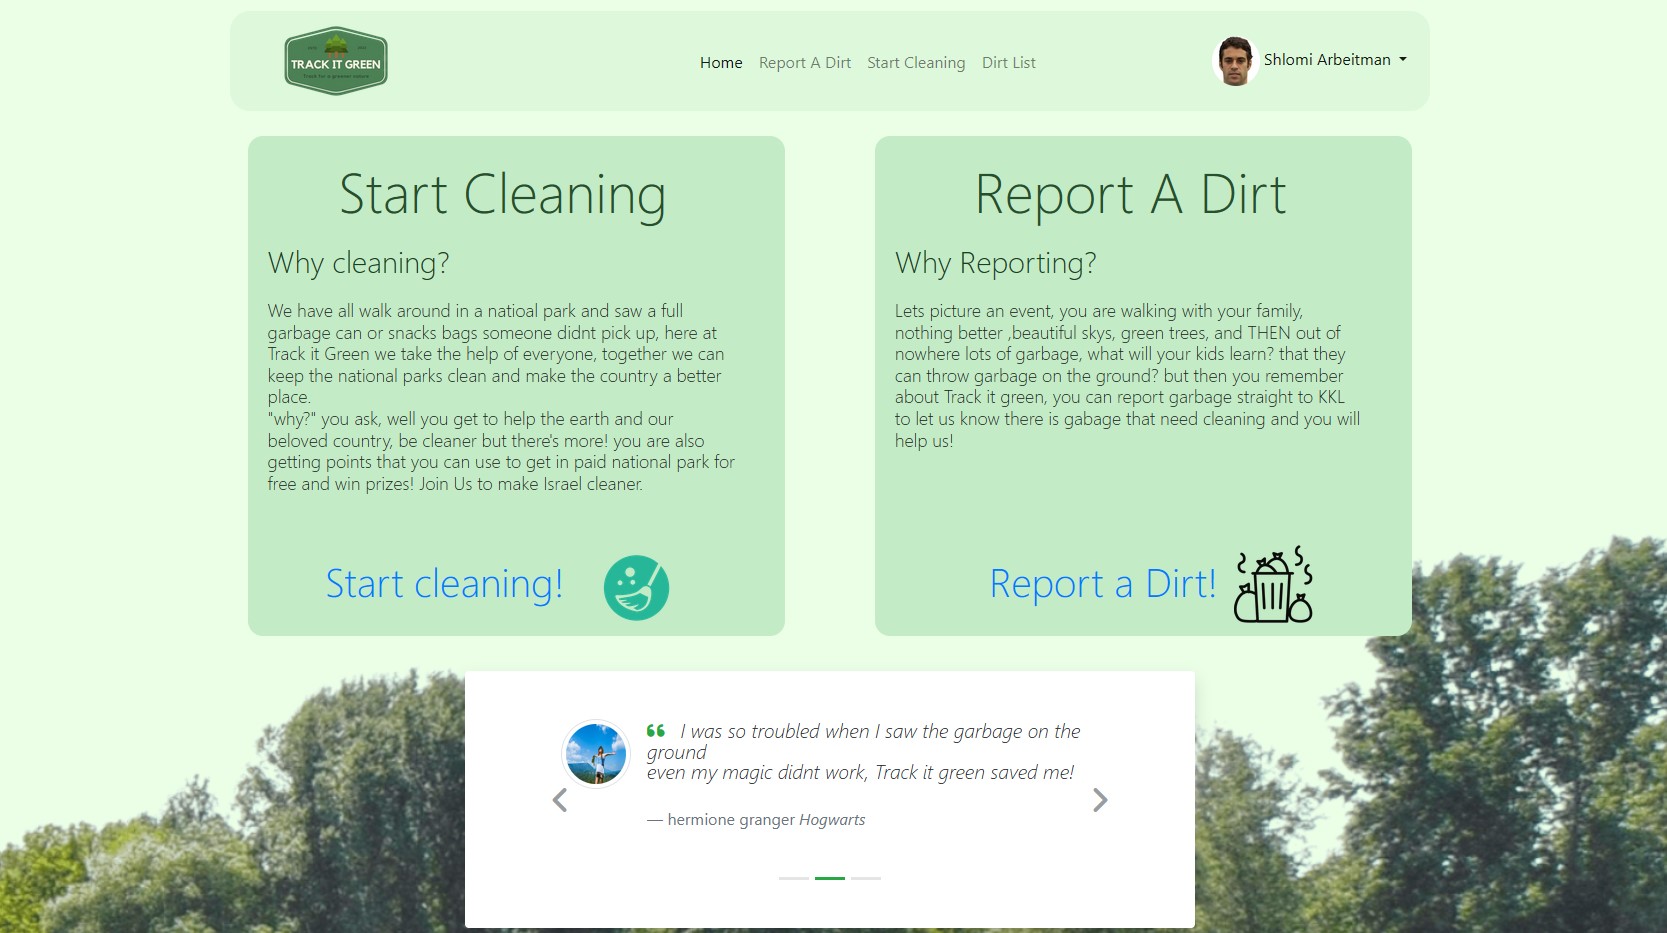 TRACK IT GREEN
Track for a greener nature
Home
Report A Dirt
Start Cleaning
Dirt List
Shlomi Arbeitman
Start Cleaning
Why cleaning?
We have all walk around in a natioal park and saw a full
garbage can or snacks bags someone didnt pick up, here at
Track it Green we take the help of everyone, together we can
keep the national parks clean and make the country a better
place.
"why?" you ask, well you get to help the earth and our
beloved country, be cleaner but there's more! you are also
getting points that you can use to get in paid national park for
free and win prizes! Join Us to make Israel cleaner.
Start cleaning!
Report A Dirt
Why Reporting?
Lets picture an event, you are walking with your family,
nothing better ,beautiful skys, green trees, and THEN out of
nowhere lots of garbage, what will your kids learn? that they
can throw garbage on the ground? but then you remember
about Track it green, you can report garbage straight to KKL
to let us know there is gabage that need cleaning and you will
help us!
Report a Dirt!
“ I was so troubled when I saw the garbage on the
ground
even my magic didnt work, Track it green saved me!
— hermione granger Hogwarts